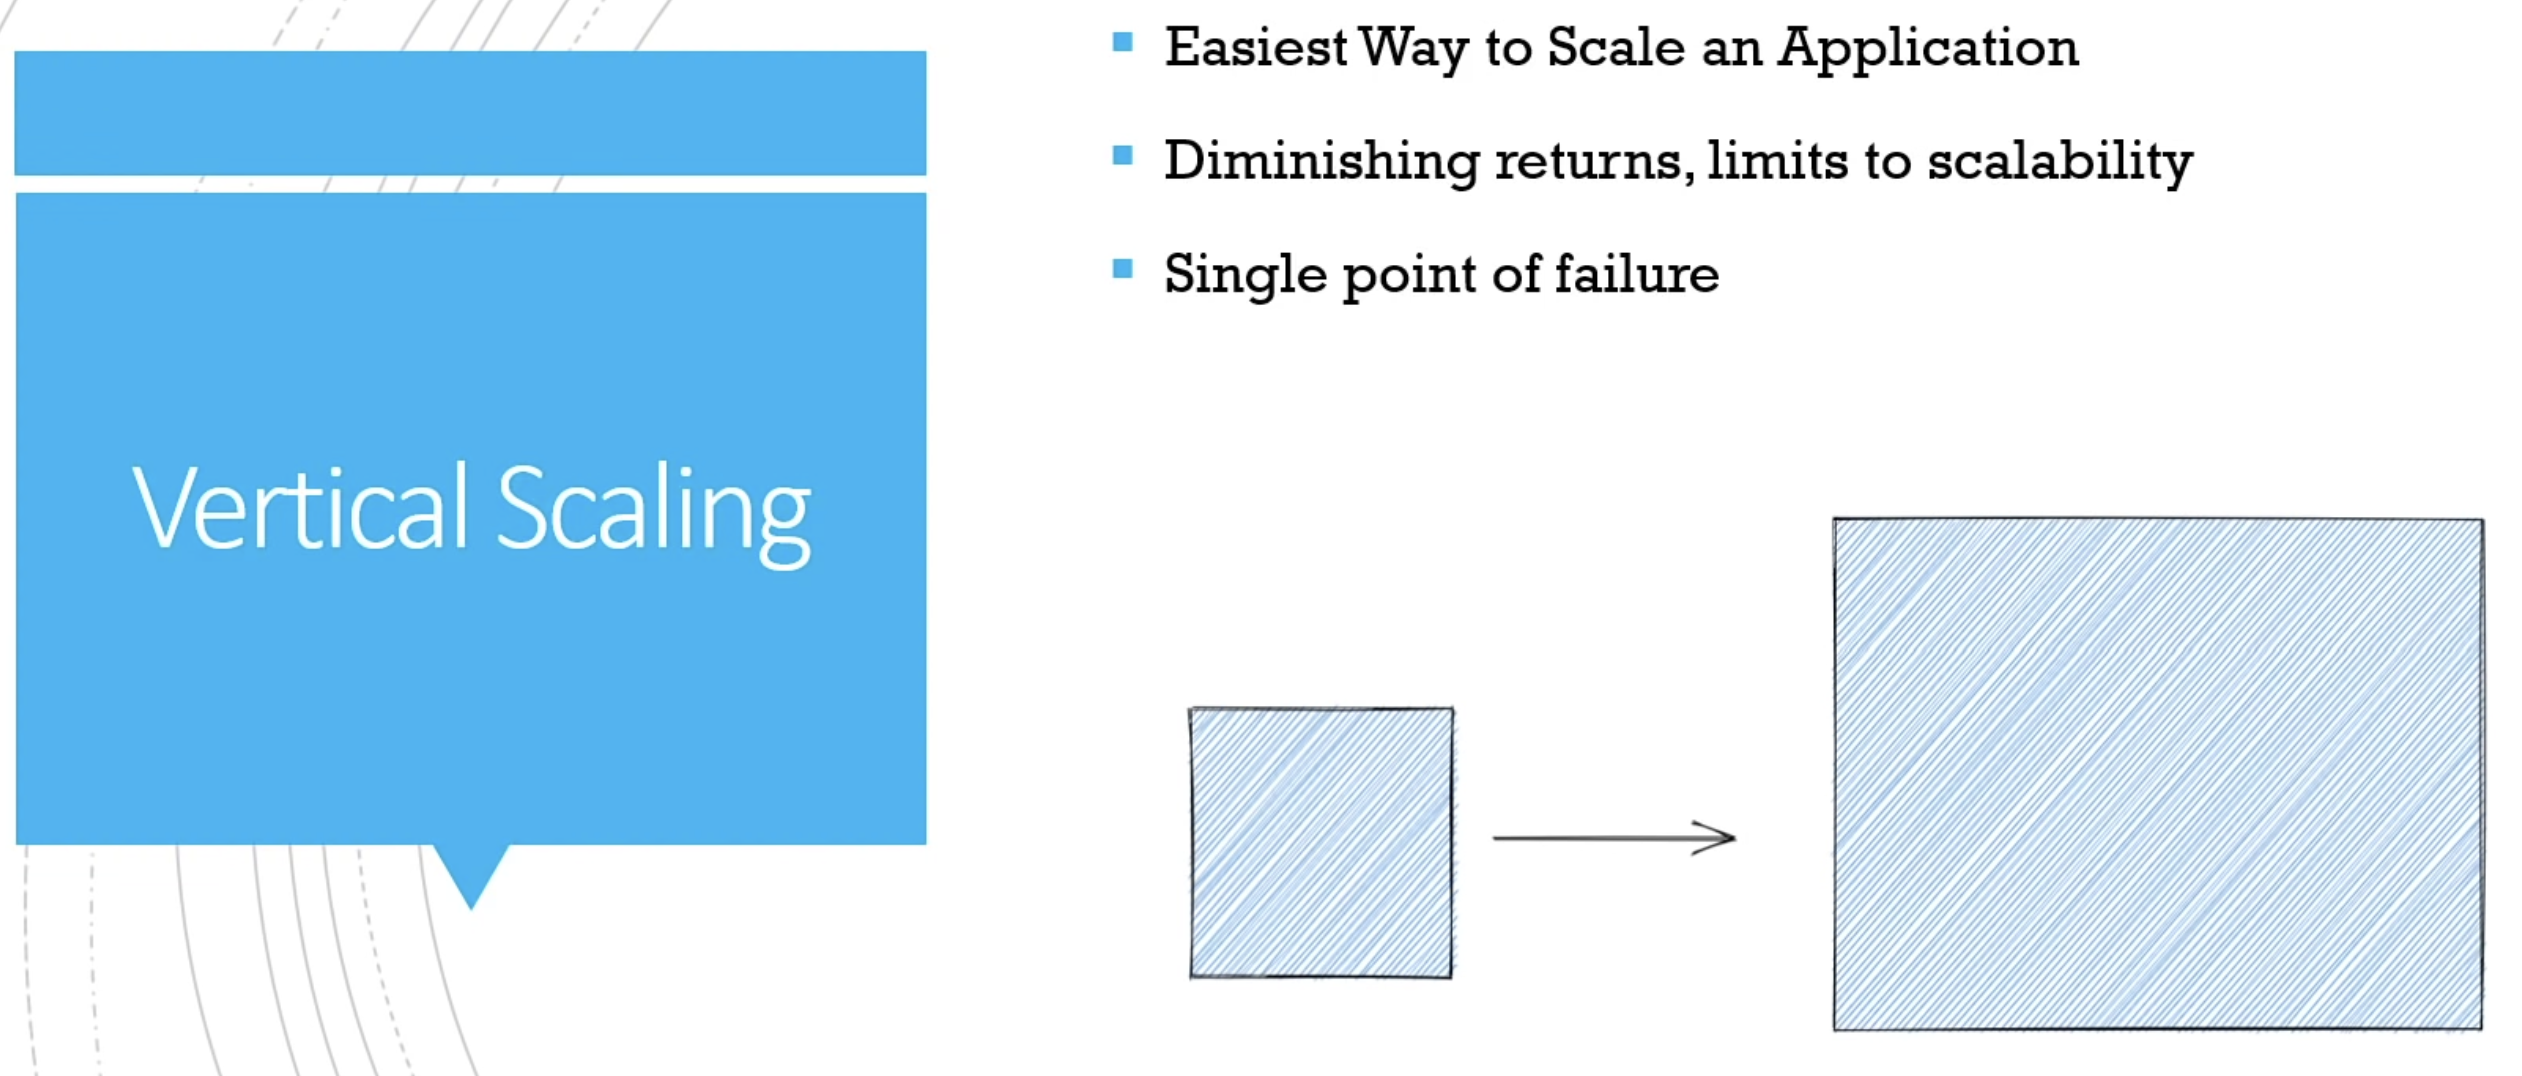 Vertical Scaling
Easiest Way to Scale an Application
Diminishing returns, limits to scalability
Single point of failure